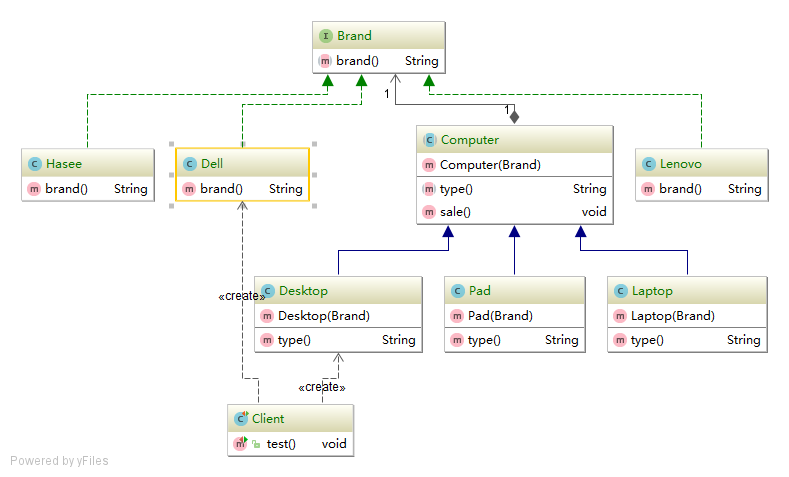 I Brand
m brand() String
1
1
C Computer
m Computer(Brand)
m type() String
m sale() void
C Hasee
m brand() String
C Dell
m brand() String
C Lenovo
m brand() String
«create»
C Desktop
m Desktop(Brand)
m type() String
C Pad
m Pad(Brand)
m type() String
C Laptop
m Laptop(Brand)
m type() String
«create»
C Client
m test() void
Powered by yFiles